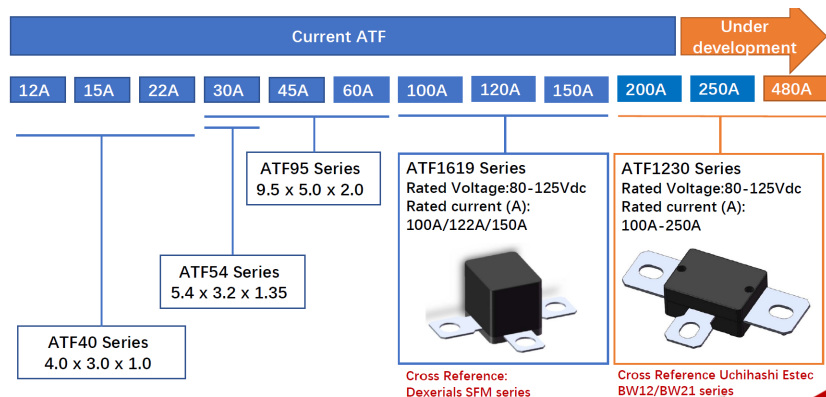 Current ATF
Under
development
12A
15A
22A
30A
45A
60A
100A
120A
150A
200A
250A
480A
ATF95 Series
9.5 x 5.0 x 2.0
ATF54 Series
5.4 x 3.2 x 1.35
ATF40 Series
4.0 x 3.0 x 1.0
ATF1619 Series
Rated Voltage:80-125Vdc
Rated current (A):
100A/122A/150A
Cross Reference:
Dexerials SFM series
ATF1230 Series
Rated Voltage:80-125Vdc
Rated current (A):
100A-250A
Cross Reference Uchihashi Estec
BW12/BW21 series